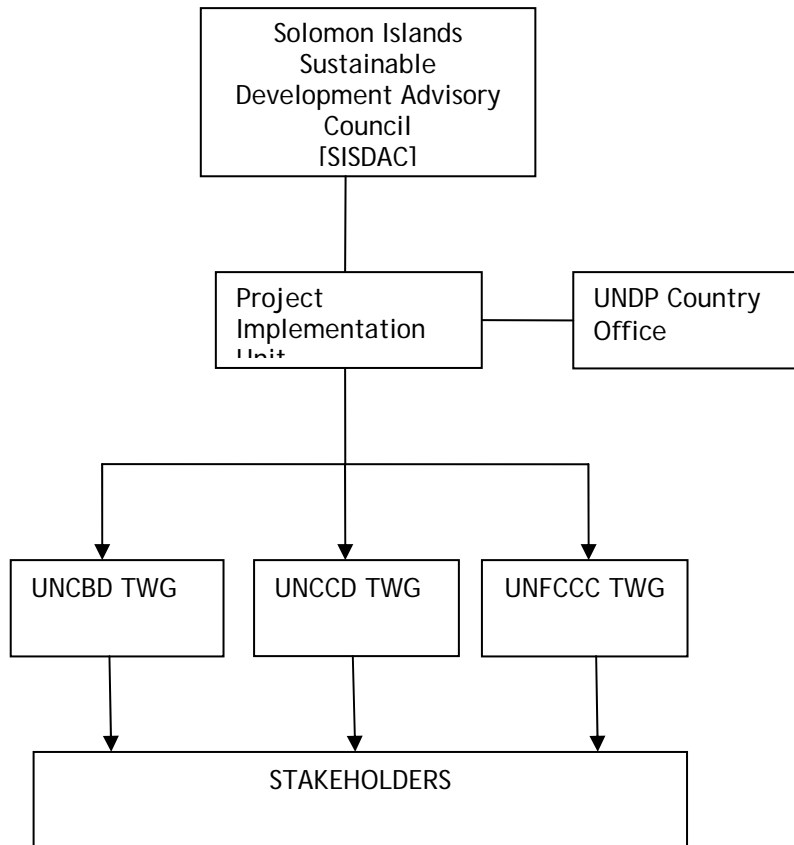 Solomon Islands
Sustainable
Development Advisory
Council
[SISDAC]
Project
Implementation
Unit
UNDP Country
Office
UNCBD TWG
UNCCD TWG
UNFCCC TWG
STAKEHOLDERS